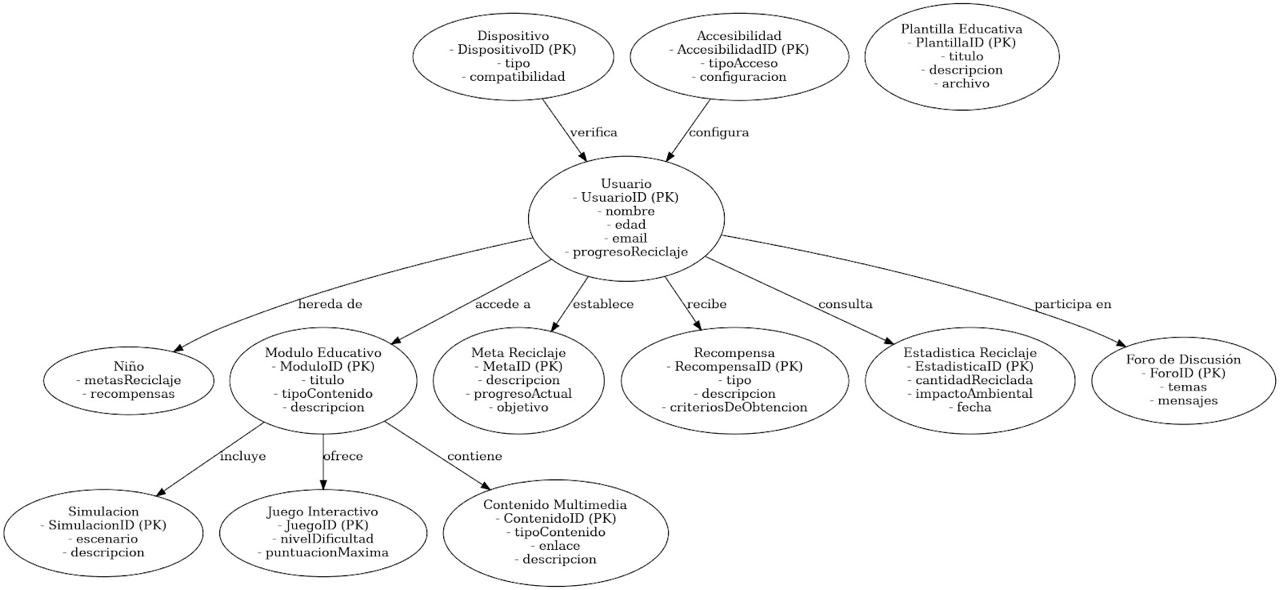 Dispositivo
- DispositivoID (PK)
- tipo
- compatibilidad
Accesibilidad
- AccesibilidadID (PK)
- tipoAcceso
- configuracion
Plantilla Educativa
- PlantillaID (PK)
- titulo
- descripcion
- archivo
verifica
configura
Usuario
- UsuarioID (PK)
- nombre
- edad
- email
- progresoReciclaje
hereda de
accede a
establece
recibe
consulta
participa en
Niño
- metasReciclaje
- recompensas
Modulo Educativo
- ModuloID (PK)
- titulo
- tipoContenido
- descripcion
Meta Reciclaje
- MetaID (PK)
- descripcion
- progresoActual
- objetivo
Recompensa
- RecompensaID (PK)
- tipo
- descripcion
- criteriosDeObtencion
Estadistica Reciclaje
- EstadisticaID (PK)
- cantidadReciclada
- impactoAmbiental
- fecha
Foro de Discusión
- ForoID (PK)
- temas
- mensajes
incluye
ofrece
contiene
Simulacion
- SimulacionID (PK)
- escenario
- descripcion
Juego Interactivo
- JuegoID (PK)
- nivelDificultad
- puntuacionMaxima
Contenido Multimedia
- ContenidoID (PK)
- tipoContenido
- enlace
- descripcion